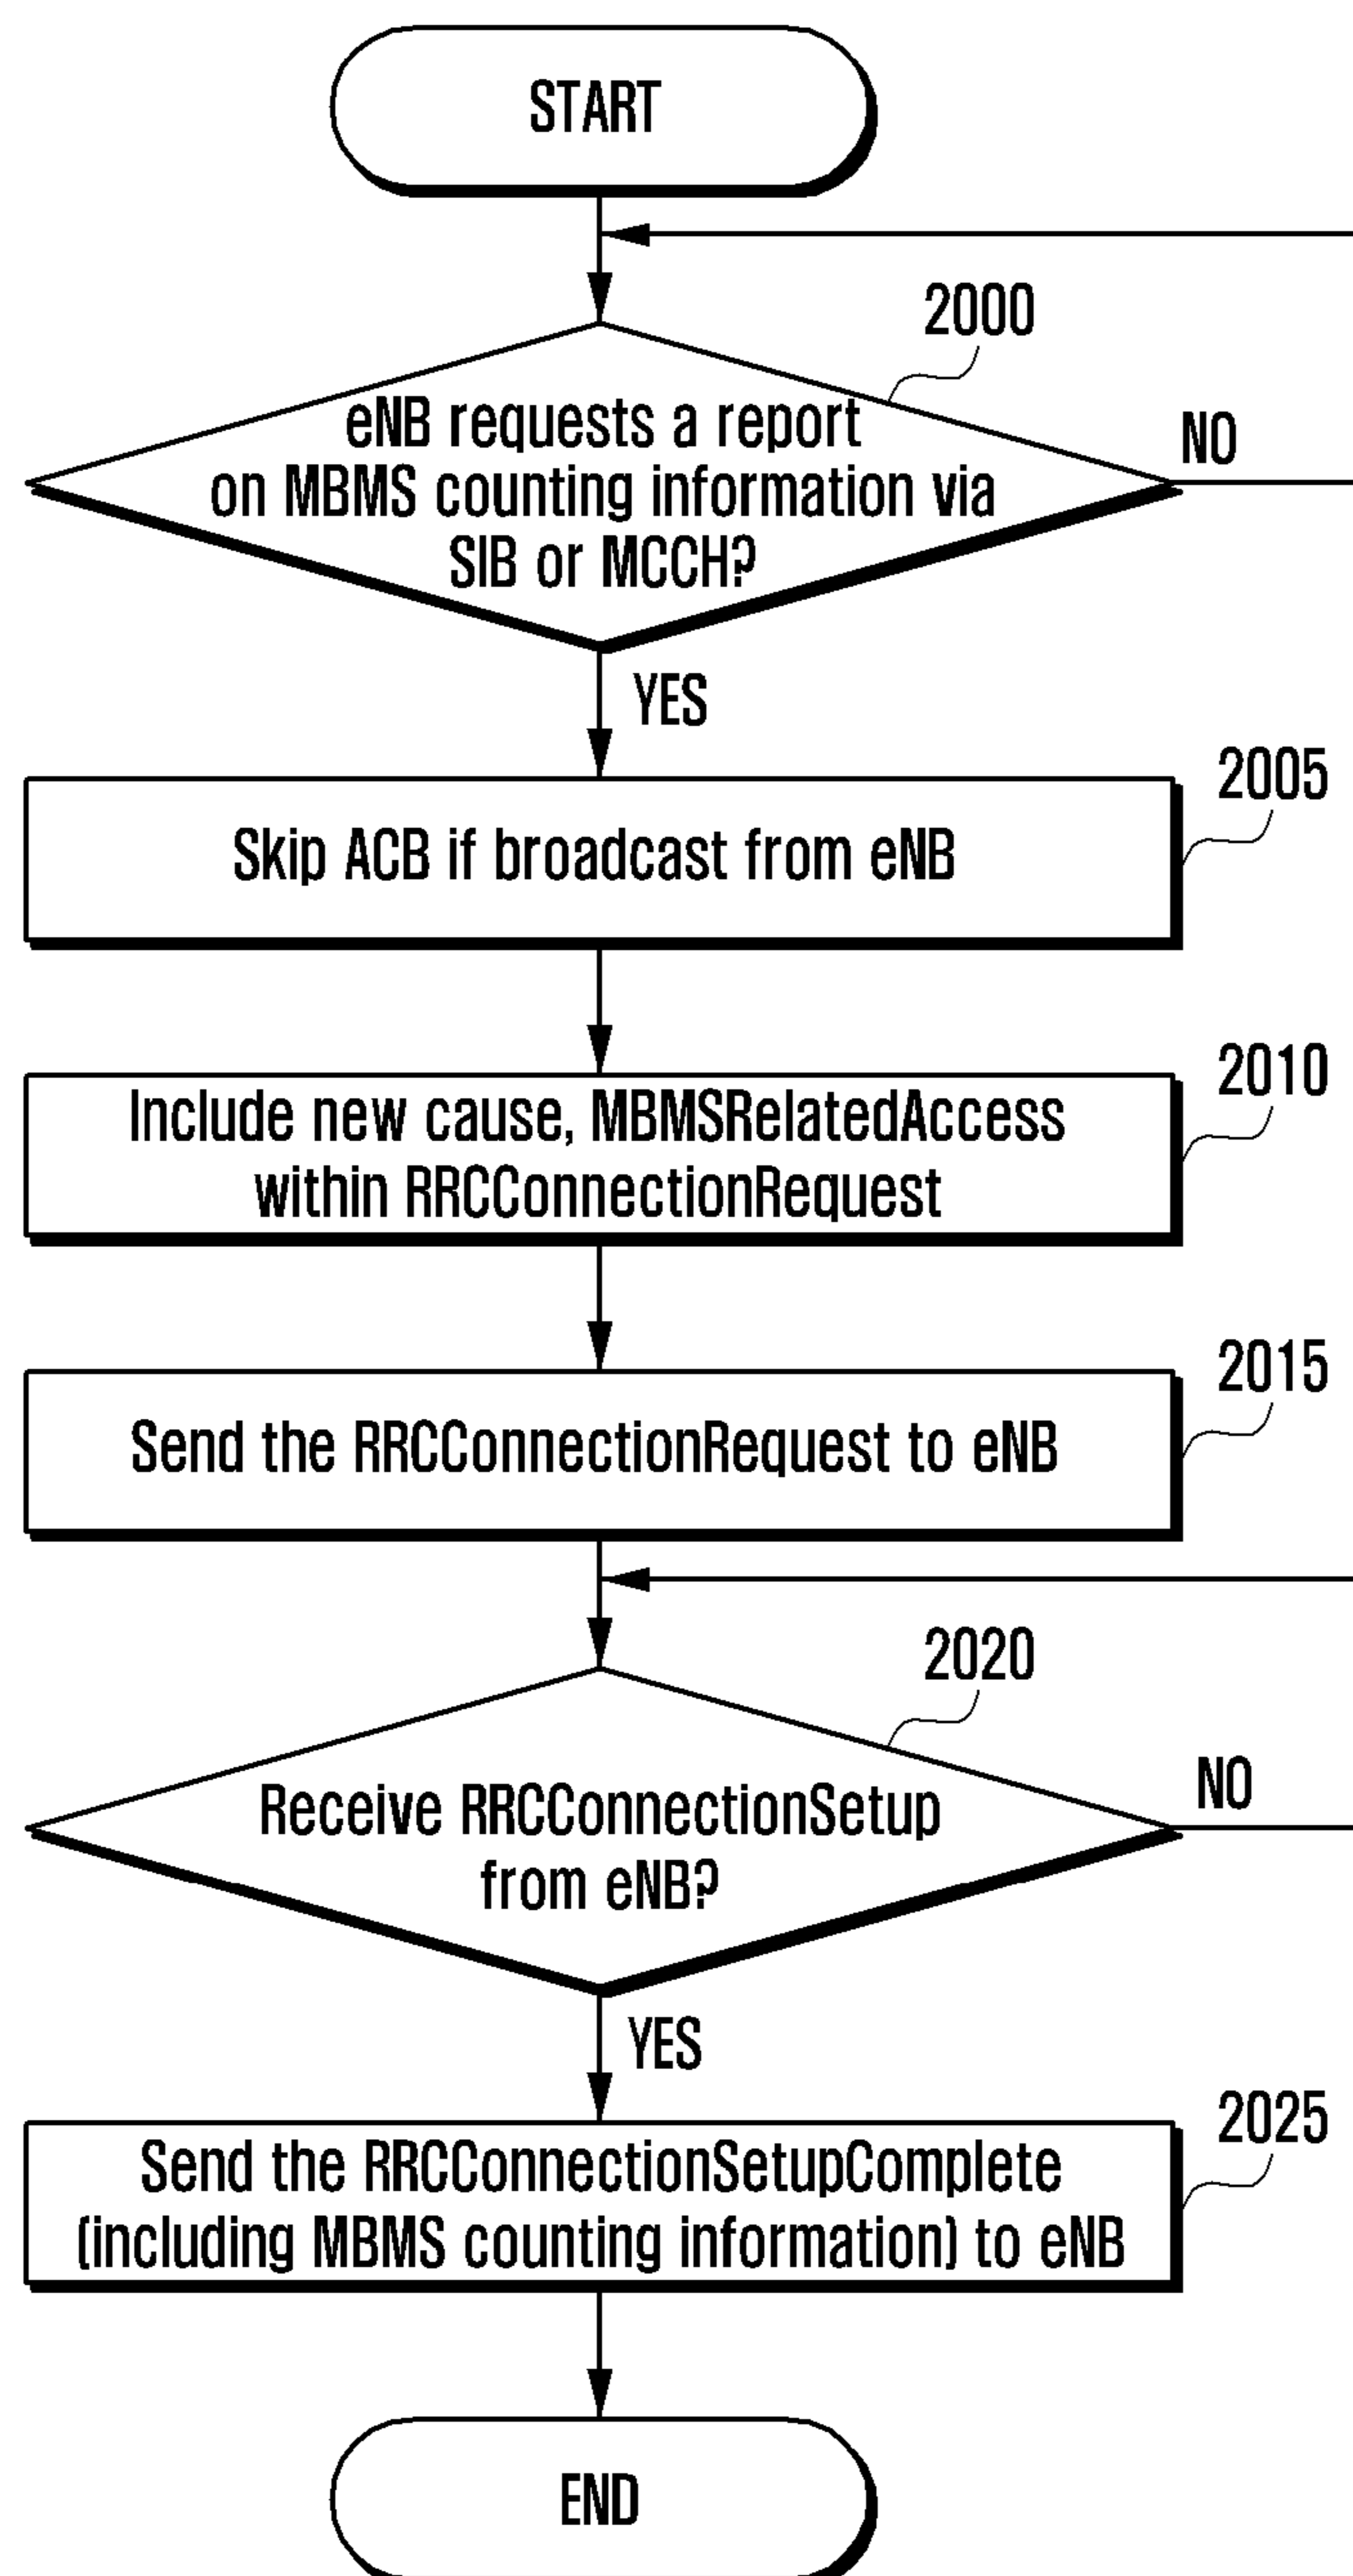 START
2000
eNB requests a report
on MBMS counting information via
SIB or MCCH?
NO
YES
2005
Skip ACB if broadcast from eNB
2010
Include new cause, MBMSRelatedAccess
within RRCConnectionRequest
2015
Send the RRCConnectionRequest to eNB
2020
Receive RRCConnectionSetup
from eNB?
NO
YES
2025
Send the RRCConnectionSetupComplete
(including MBMS counting information) to eNB
END